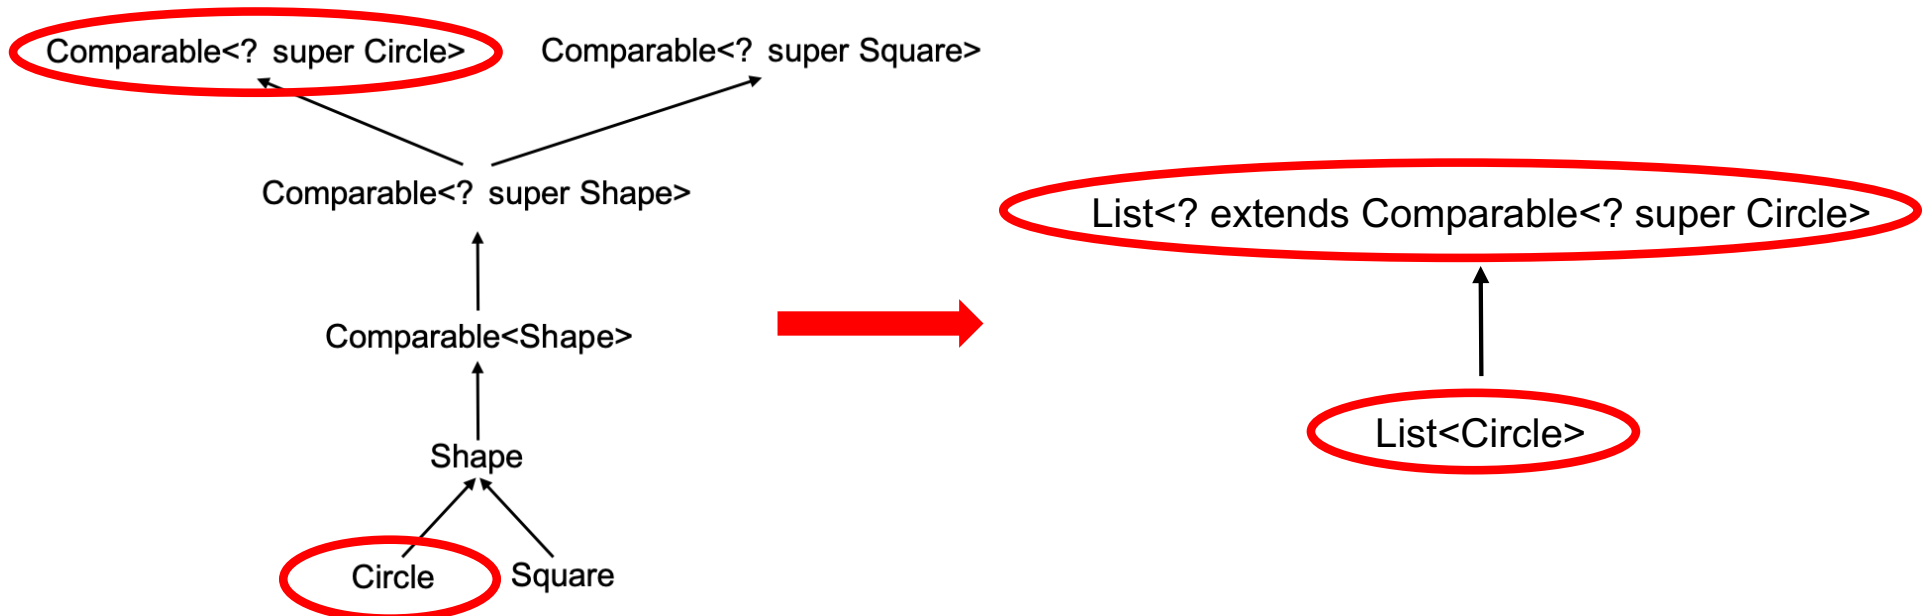 Comparable<? super Circle>
Comparable<? super Square>
Comparable<? super Shape>
Comparable<Shape>
Shape
Circle
Square
List<? extends Comparable<? super Circle>
List<Circle>